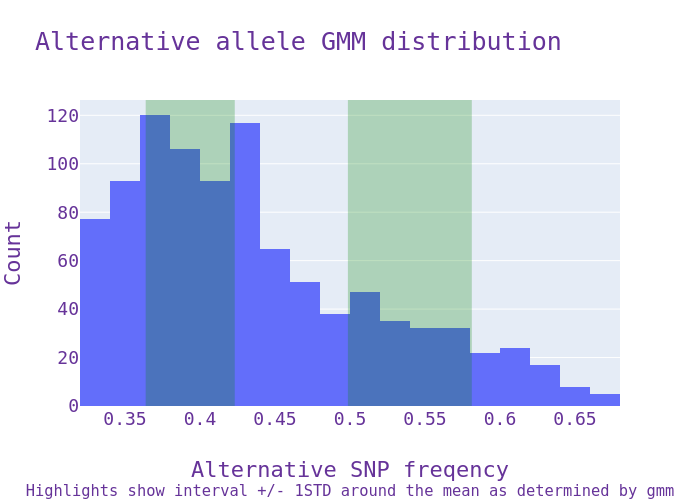 Alternative allele GMM distribution
120
100
80
60
40
20
0
Count
0.35 0.4 0.45 0.5 0.55 0.6 0.65
Alternative SNP freqency
Highlights show interval +/- 1STD around the mean as determined by gmm